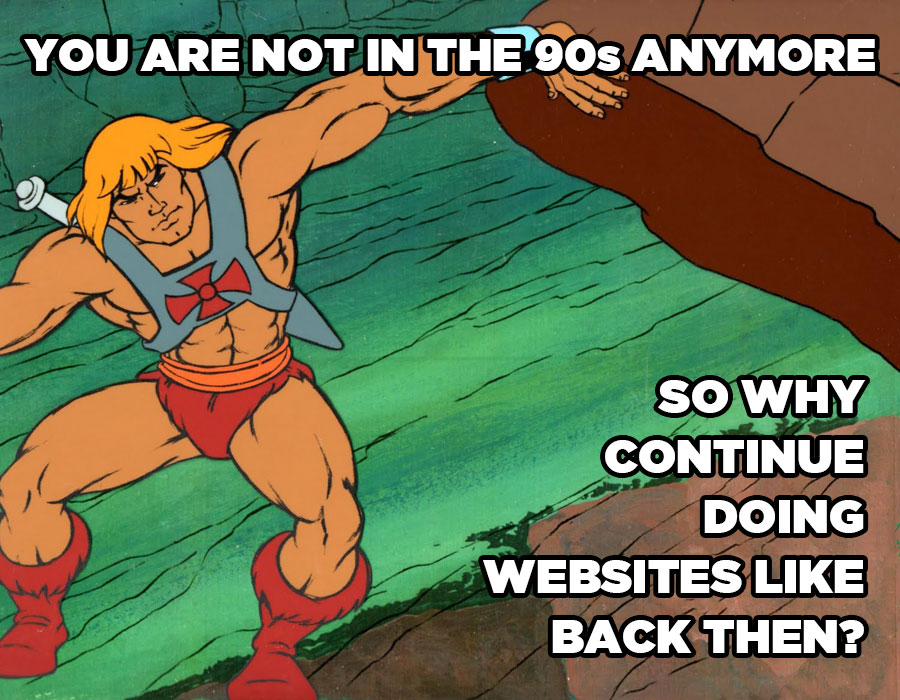 YOU ARE NOT IN THE 90s ANYMORE
SO WHY
CONTINUE
DOING
WEBSITES LIKE
BACK THEN?